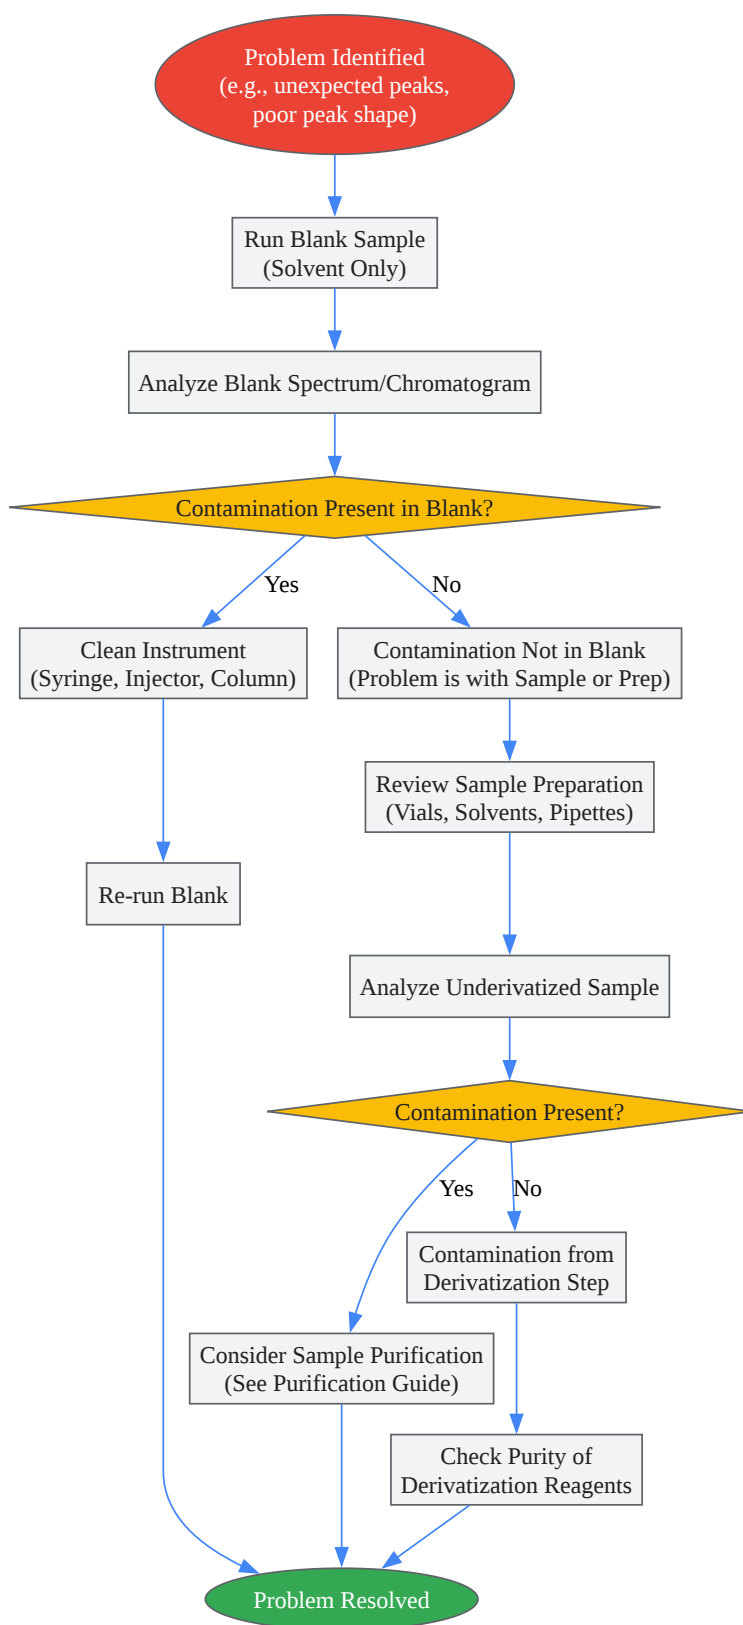 Problem Identified
(e.g., unexpected peaks,
poor peak shape)
Run Blank Sample
(Solvent Only)
Analyze Blank Spectrum/Chromatogram
Contamination Present in Blank?
Yes
No
Clean Instrument
(Syringe, Injector, Column)
Contamination Not in Blank
(Problem is with Sample or Prep)
Review Sample Preparation
(Vials, Solvents, Pipettes)
Re-run Blank
Analyze Underivatized Sample
Contamination Present?
Yes
No
Contamination from
Derivatization Step
Consider Sample Purification
(See Purification Guide)
Check Purity of
Derivatization Reagents
Problem Resolved